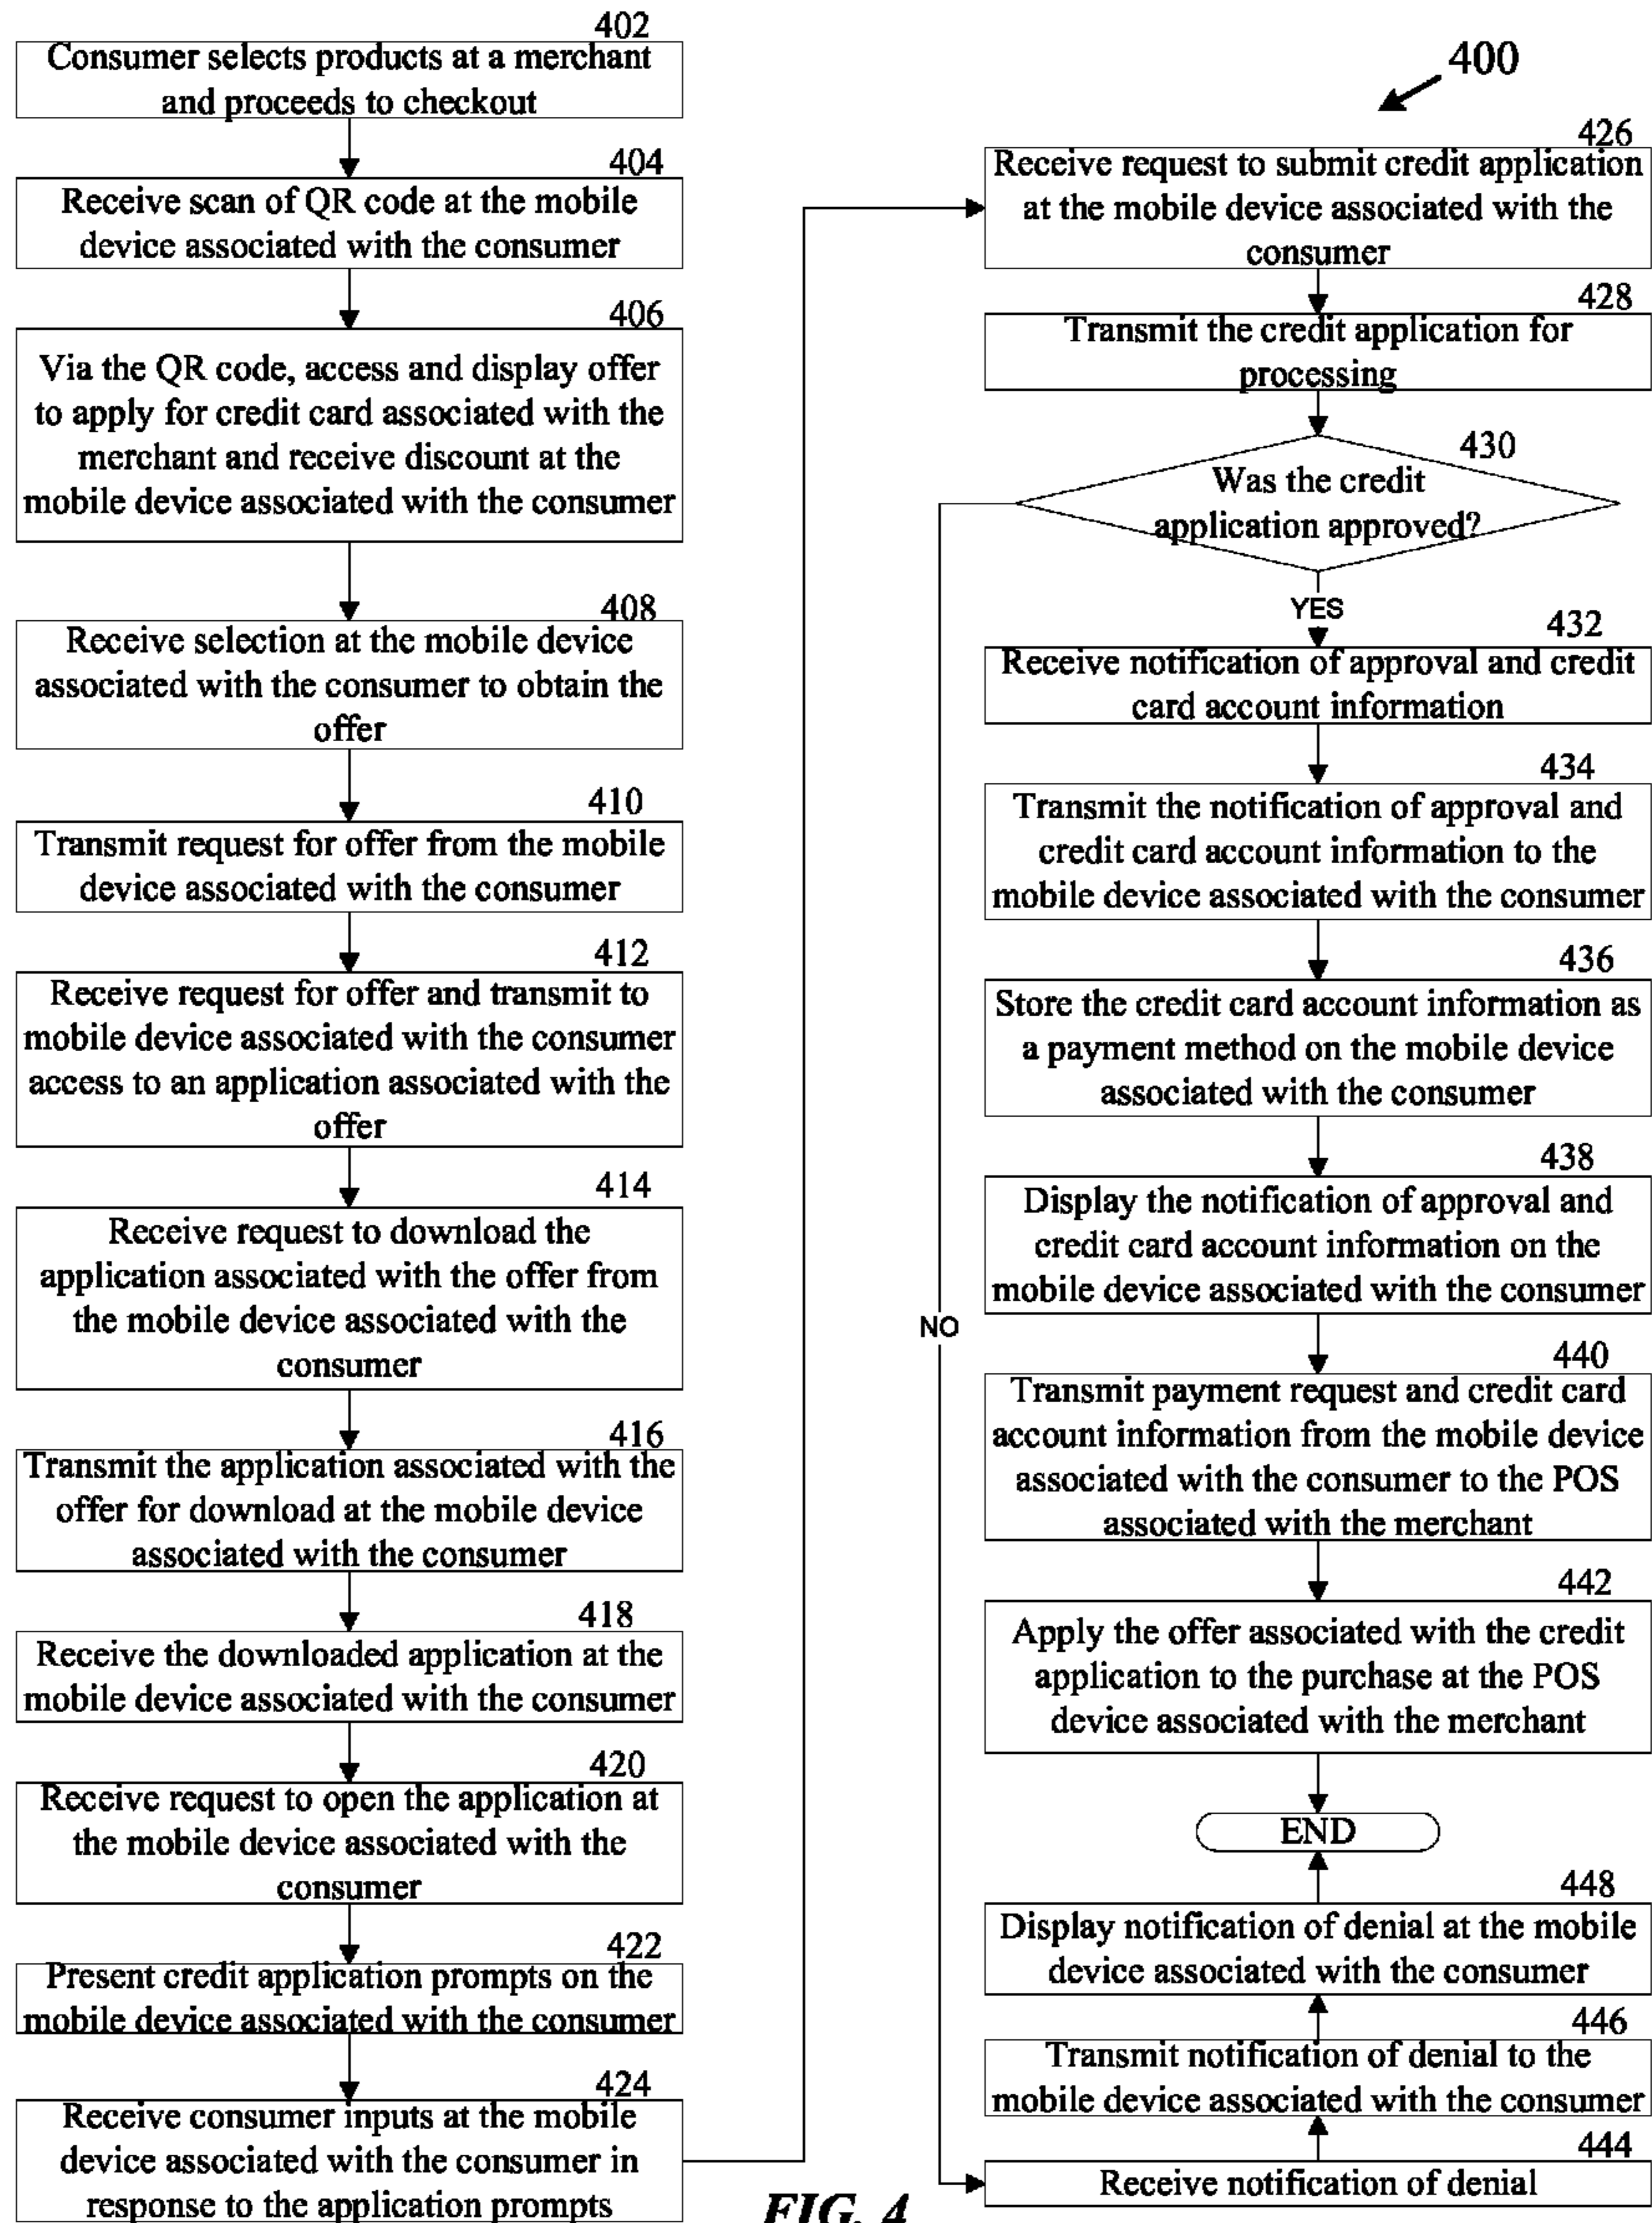 402
Consumer selects products at a merchant
and proceeds to checkout
404
Receive scan of QR code at the mobile
device associated with the consumer
406
Via the QR code, access and display offer
to apply for credit card associated with the
merchant and receive discount at the
mobile device associated with the consumer
408
Receive selection at the mobile device
associated with the consumer to obtain the
offer
410
Transmit request for offer from the mobile
device associated with the consumer
412
Receive request for offer and transmit to
mobile device associated with the consumer
access to an application associated with the
offer
414
Receive request to download the
application associated with the offer from
the mobile device associated with the
consumer
416
Transmit the application associated with the
offer for download at the mobile device
associated with the consumer
418
Receive the downloaded application at the
mobile device associated with the consumer
420
Receive request to open the application at
the mobile device associated with the
consumer
422
Present credit application prompts on the
mobile device associated with the consumer
424
Receive consumer inputs at the mobile
device associated with the consumer in
response to the application prompts
400
426
Receive request to submit credit application
at the mobile device associated with the
consumer
428
Transmit the credit application for
processing
430
Was the credit
application approved?
YES
432
Receive notification of approval and credit
card account information
434
Transmit the notification of approval and
credit card account information to the
mobile device associated with the consumer
436
Store the credit card account information as
a payment method on the mobile device
associated with the consumer
438
Display the notification of approval and
credit card account information on the
mobile device associated with the consumer
NO
440
Transmit payment request and credit card
account information from the mobile device
associated with the consumer to the POS
associated with the merchant
442
Apply the offer associated with the credit
application to the purchase at the POS
device associated with the merchant
END
448
Display notification of denial at the mobile
device associated with the consumer
446
Transmit notification of denial to the
mobile device associated with the consumer
444
Receive notification of denial
FIG. 4